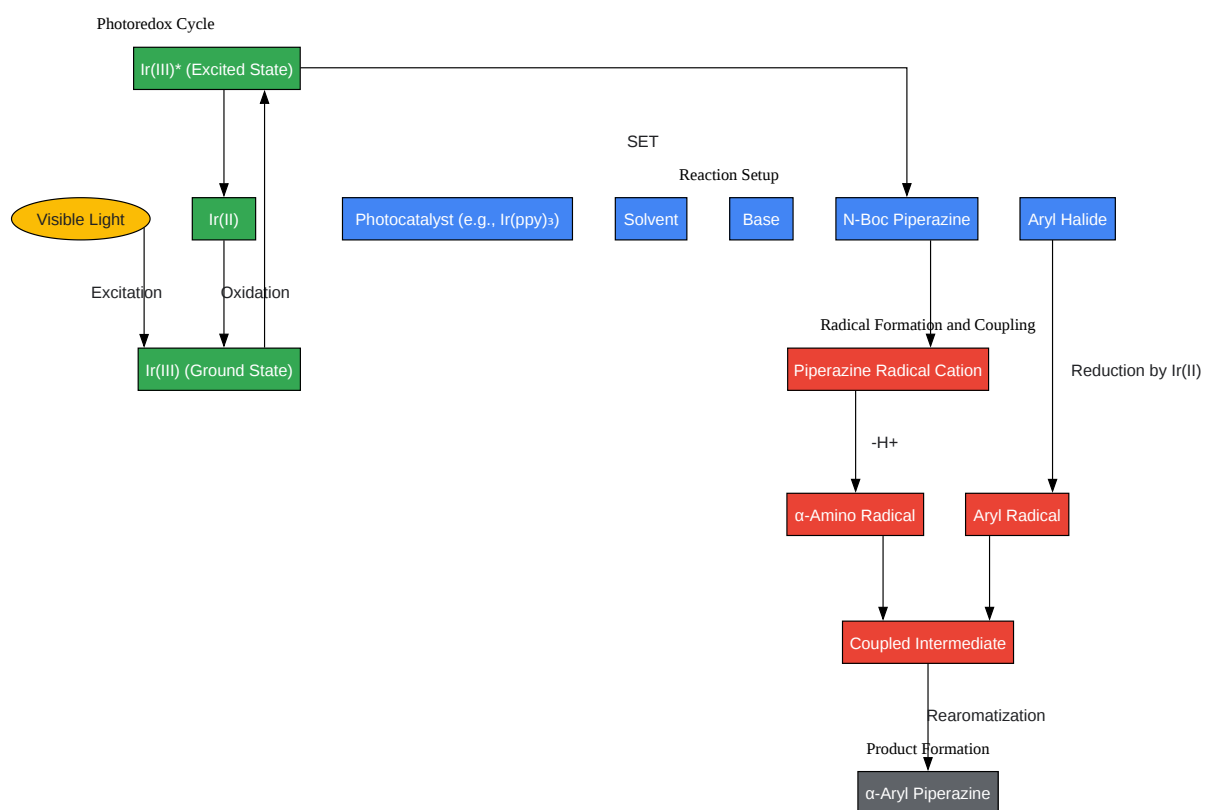 Photoredox Cycle
Ir(III)* (Excited State)
SET
Reaction Setup
Visible Light
Ir(II)
Photocatalyst (e.g., Ir(ppy)₃)
Solvent
Base
N-Boc Piperazine
Aryl Halide
Excitation
Oxidation
Radical Formation and Coupling
Ir(III) (Ground State)
Piperazine Radical Cation
Reduction by Ir(II)
-H+
α-Amino Radical
Aryl Radical
Coupled Intermediate
Rearomatization
Product Formation
α-Aryl Piperazine